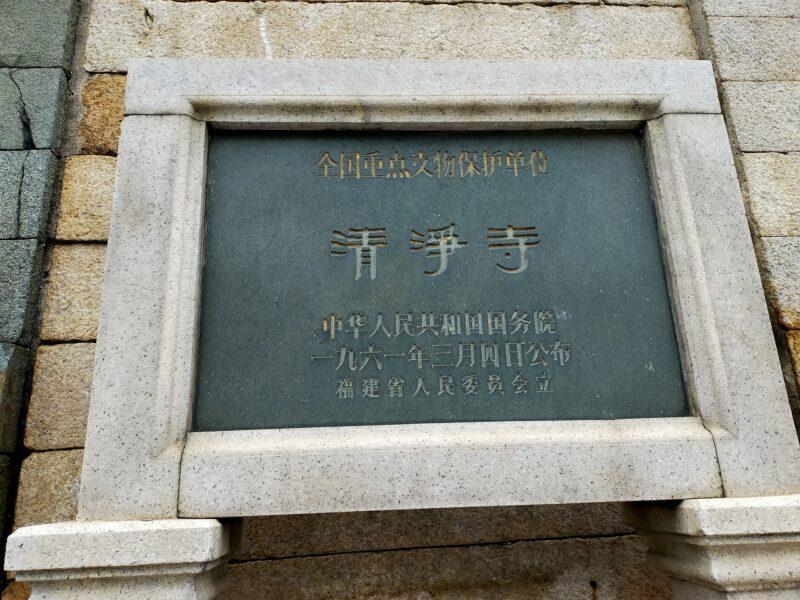 全国重点文物保护单位
清淨寺
中华人民共和国国务院
一九六一年三月四日公布
福建省人民委员会立